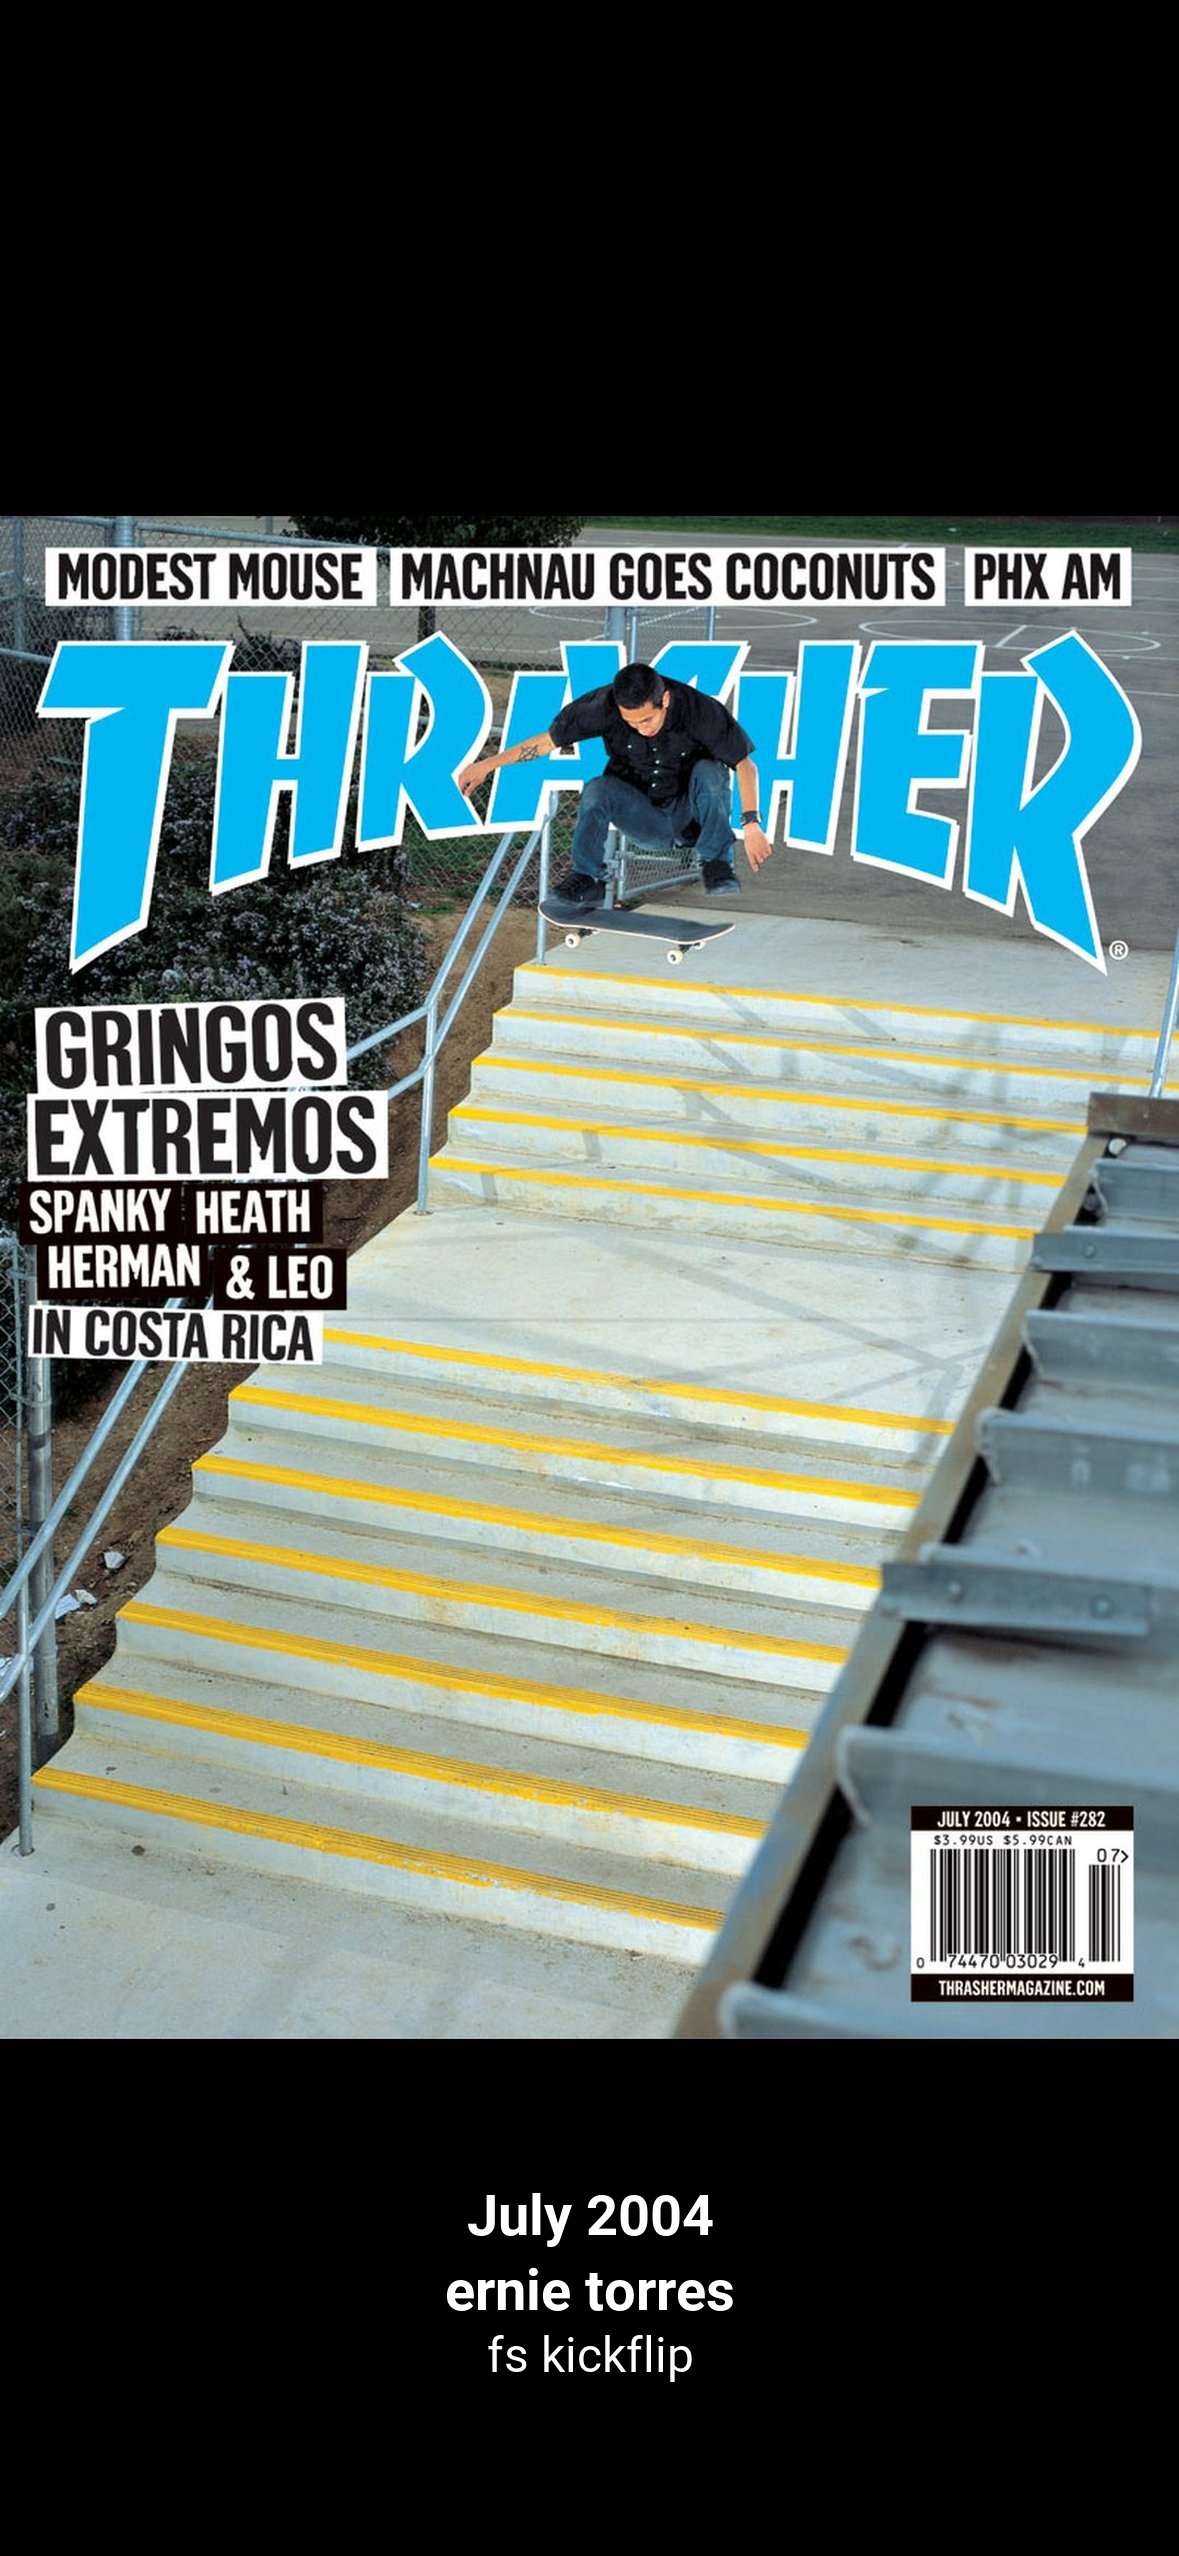 MODEST MOUSE MACHNAU GOES COCONUTS PHX AM
THRASHER
®
GRINGOS
EXTREMOS
SPANKY HEATH
HERMAN & LEO
IN COSTA RICA
JULY 2004 • ISSUE #282
$3.99US $5.99CAN
07>
0 74470 03029 4
THRASHERMAGAZINE.COM
July 2004
ernie torres
fs kickflip